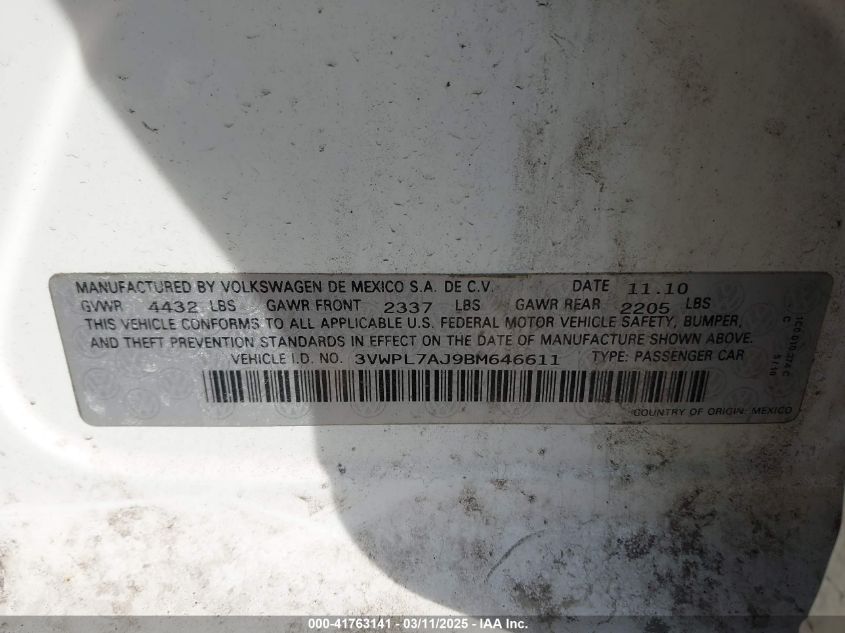 MANUFACTURED BY VOLKSWAGEN DE MEXICO S.A. DE C.V. DATE 11.10
GVWR 4432 LBS GAWR FRONT 2337 LBS GAWR REAR 2205 LBS
THIS VEHICLE CONFORMS TO ALL APPLICABLE U.S. FEDERAL MOTOR VEHICLE SAFETY, BUMPER,
AND THEFT PREVENTION STANDARDS IN EFFECT ON THE DATE OF MANUFACTURE SHOWN ABOVE.
VEHICLE I.D. NO. 3VWPL7AJ9BM646611 TYPE: PASSENGER CAR
COUNTRY OF ORIGIN: MEXICO
5/10
000-41763141 - 03/11/2025 - IAA Inc.